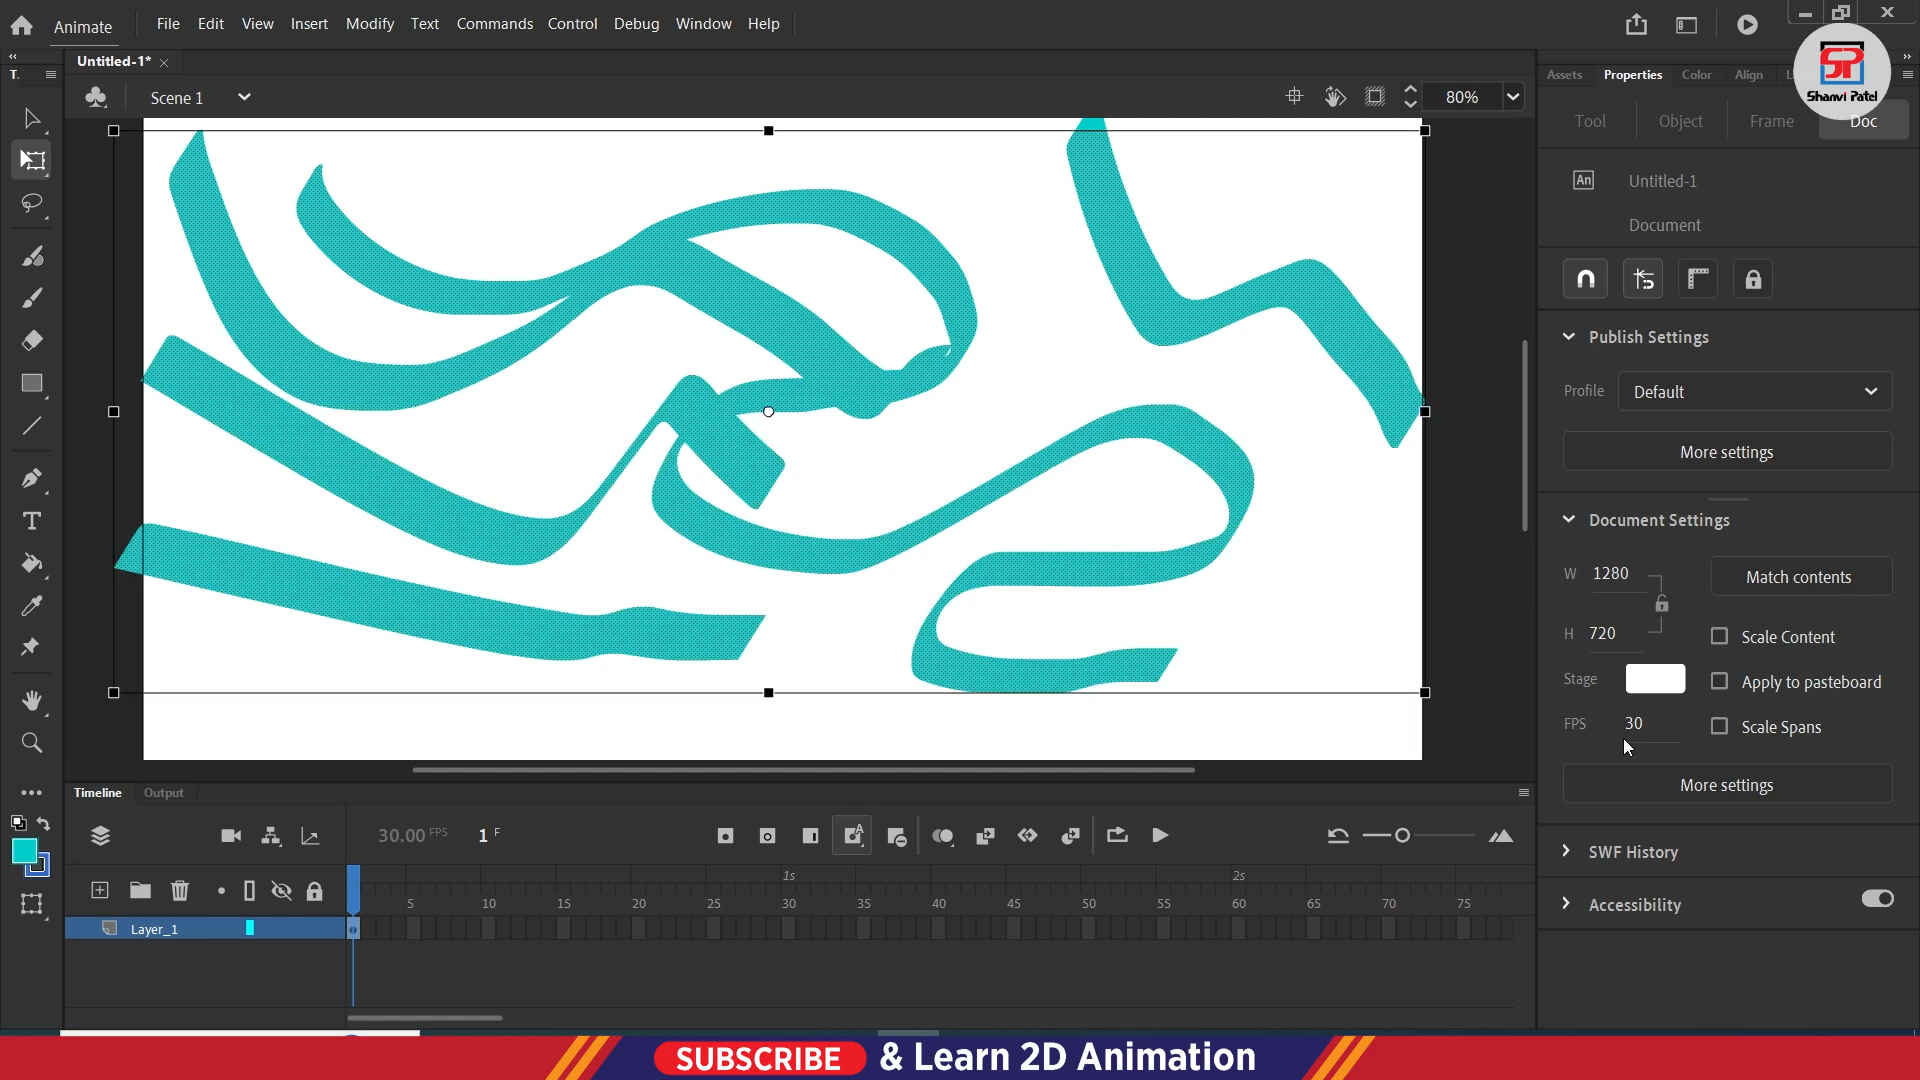 Animate File Edit View Insert Modify Text Commands Control Debug Window Help
Untitled-1*
Scene 1
80%
SP
Shanvi Patel
T.
Assets Properties Color Align
Tool Object Frame Doc
An Untitled-1
Document
Publish Settings
Profile Default
More settings
Document Settings
W 1280 Match contents
H 720 Scale Content
Stage Apply to pasteboard
FPS 30 Scale Spans
More settings
SWF History
Accessibility
Timeline Output
30.00 FPS 1 F
1s 2s
5 10 15 20 25 30 35 40 45 50 55 60 65 70 75
Layer_1
SUBSCRIBE & Learn 2D Animation